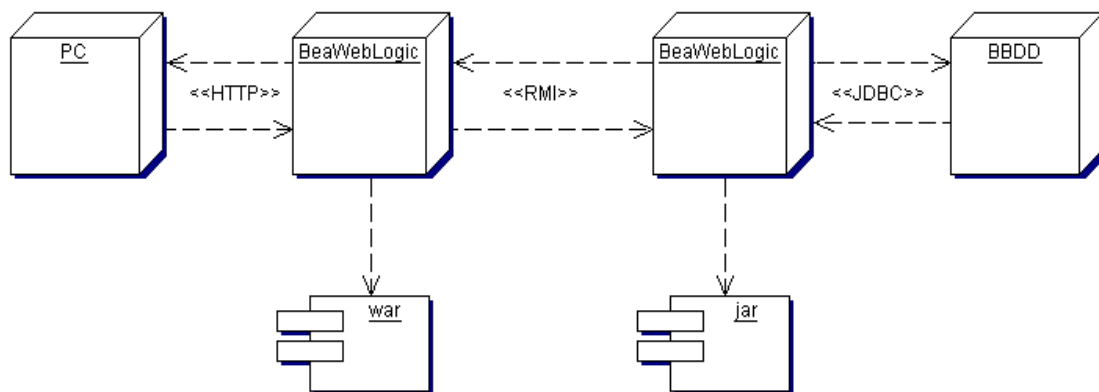 PC
BeaWebLogic
BeaWebLogic
BBDD
<<HTTP>>
<<RMI>>
<<JDBC>>
war
jar